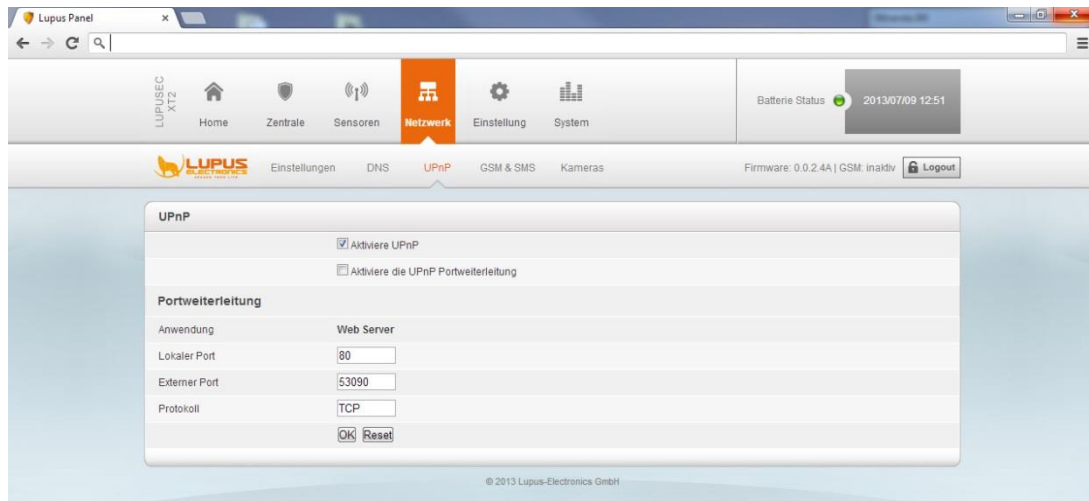 Lupus Panel
LUPUSEC
XT2
Home
Zentrale
Sensoren
Netzwerk
Einstellung
System
Batterie Status
2013/07/09 12:51
LUPUS
ELECTRONICS
Einstellungen
DNS
UPnP
GSM & SMS
Kameras
Firmware: 0.0.2.4A | GSM: inaktiv
Logout
UPnP
Aktiviere UPnP
Aktiviere die UPnP Portweiterleitung
Portweiterleitung
Anwendung Web Server
Lokaler Port 80
Externer Port 53090
Protokoll TCP
OK Reset
© 2013 Lupus-Electronics GmbH